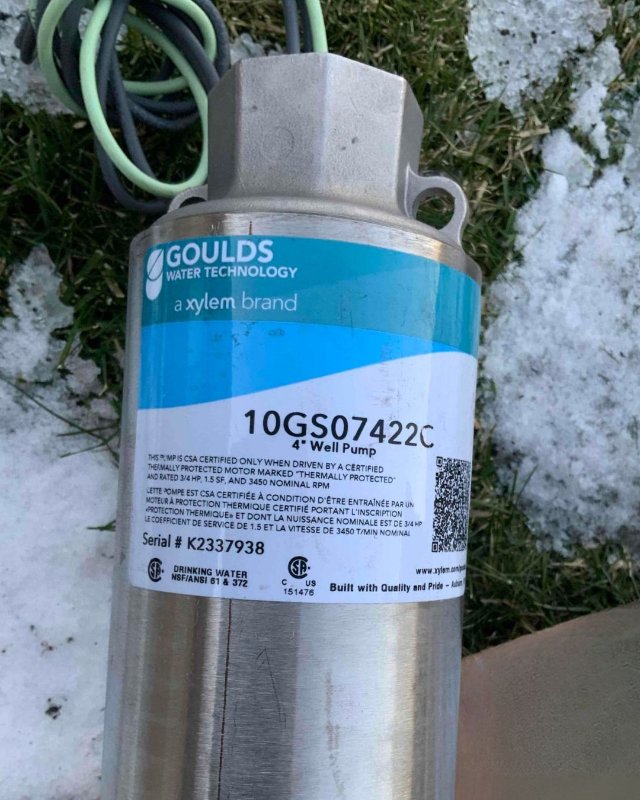 GOULDS
WATER TECHNOLOGY
a xylem brand
10GS07422C
4" Well Pump
THIS PUMP IS CSA CERTIFIED ONLY WHEN DRIVEN BY A CERTIFIED
THERMALLY PROTECTED MOTOR MARKED "THERMALLY PROTECTED"
AND RATED 3/4 HP, 1.5 SF, AND 3450 NOMINAL RPM
CETTE POMPE EST CSA CERTIFIÉE À CONDITION D'ÊTRE ENTRAÎNÉE PAR UN
MOTEUR À PROTECTION THERMIQUE CERTIFIÉ PORTANT L'INSCRIPTION
«PROTECTION THERMIQUE» ET DONT LA NUISSANCE NOMINALE EST DE 3/4 HP
LE COEFFICIENT DE SERVICE DE 1.5 ET LA VITESSE DE 3450 T/MIN NOMINAL
Serial # K2337938
DRINKING WATER
NSF/ANSI 61 & 372
C US
151476
www.xylem.com/
Built with Quality and Pride –